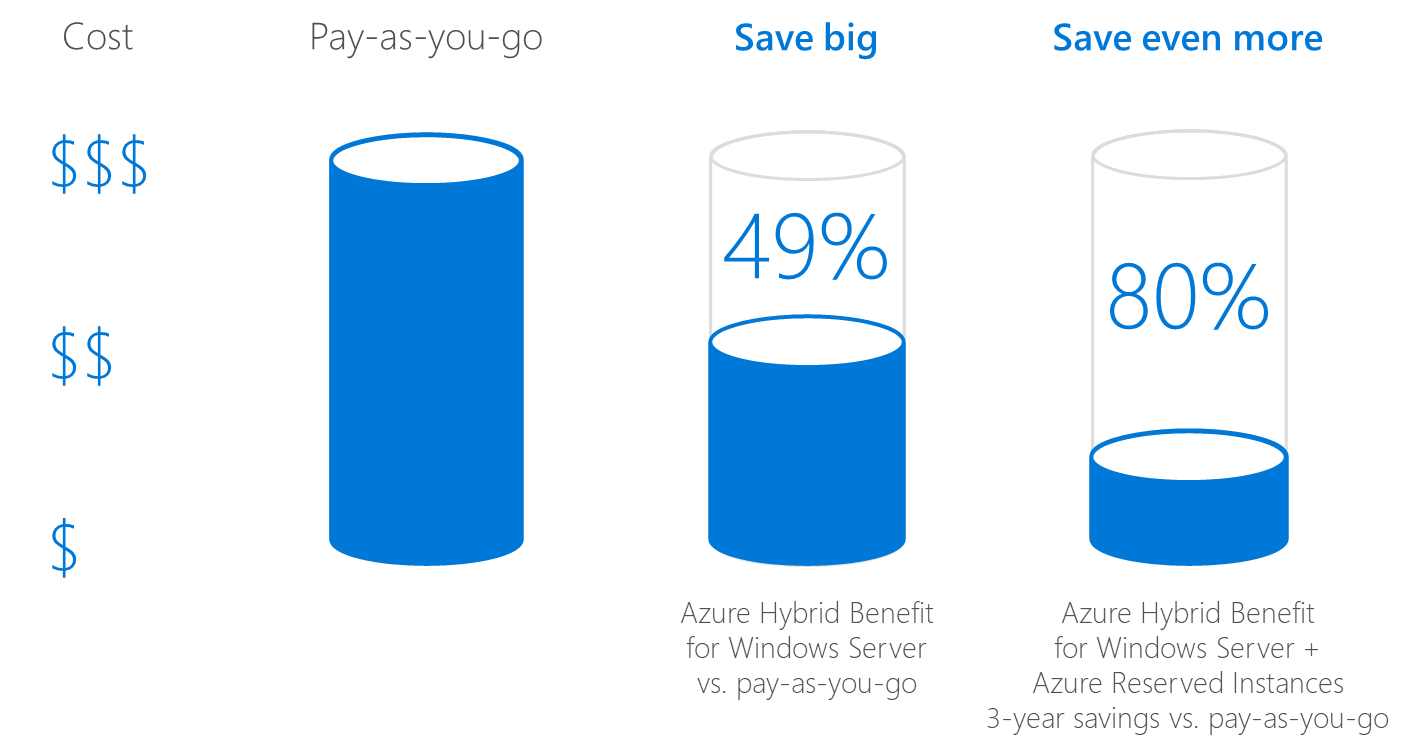 Cost
Pay-as-you-go
Save big
Save even more
$$$
$$
$
49%
80%
Azure Hybrid Benefit
for Windows Server
vs. pay-as-you-go
Azure Hybrid Benefit
for Windows Server +
Azure Reserved Instances
3-year savings vs. pay-as-you-go